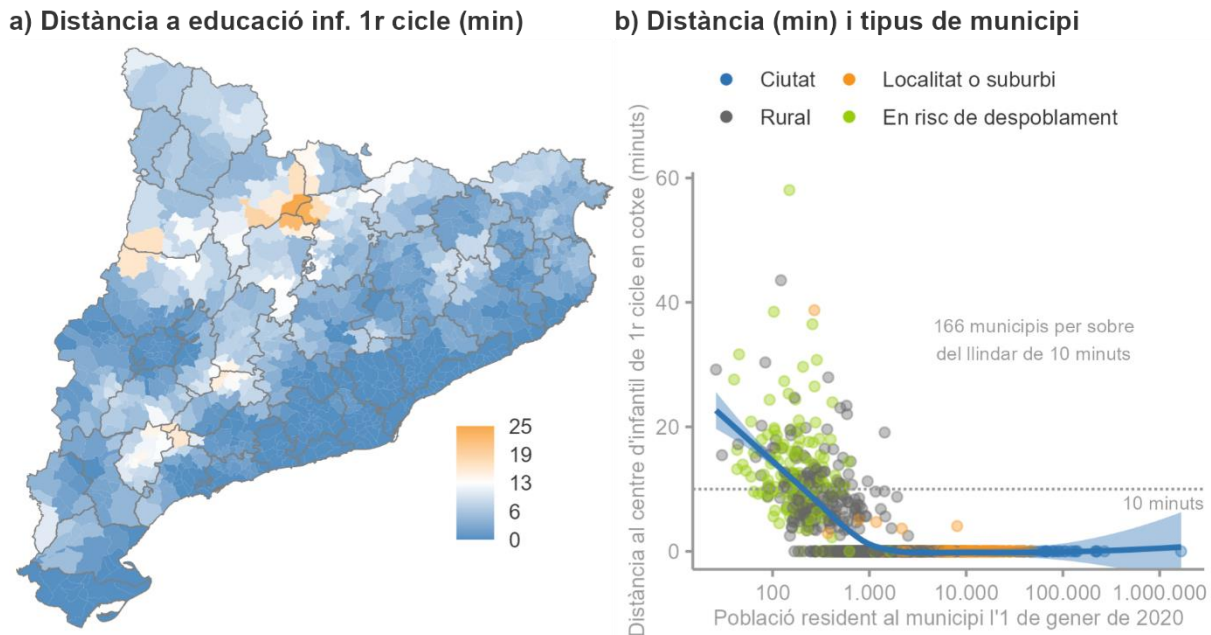 a) Distància a educació inf. 1r cicle (min)
25
19
13
6
0
b) Distància (min) i tipus de municipi
Ciutat
Localitat o suburbi
Rural
En risc de despoblament
Distància al centre d'infantil de 1r cicle en cotxe (minuts)
60
40
20
0
166 municipis per sobre
del llindar de 10 minuts
10 minuts
100
1.000
10.000
100.000
1.000.000
Població resident al municipi l'1 de gener de 2020